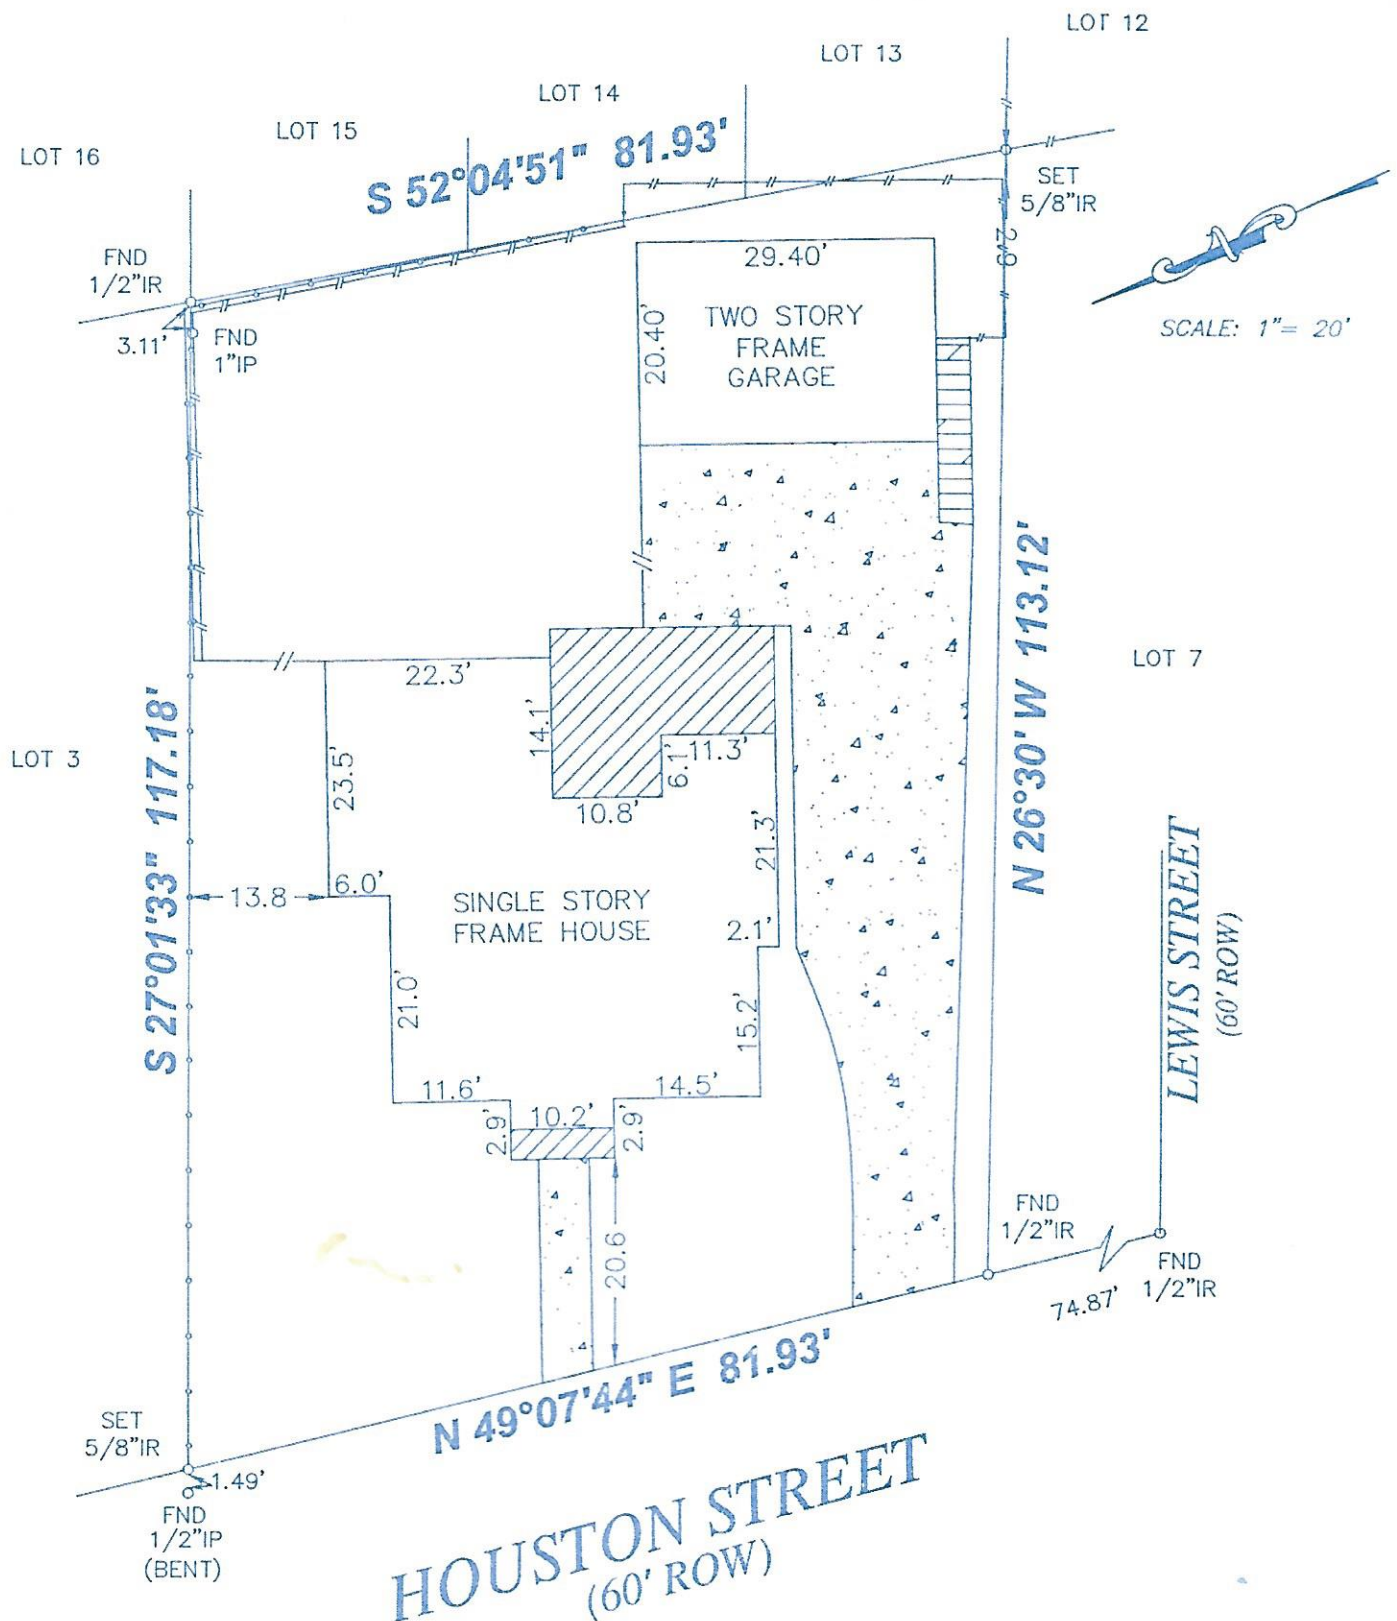 LOT 12
LOT 13
LOT 14
LOT 15
LOT 16
S 52°04'51" 81.93'
SET
5/8"IR
FND
1/2"IR
3.11'
FND
1"IP
29.40'
20.40'
TWO STORY
FRAME
GARAGE
2.9
SCALE: 1"= 20'
N 26°30' W 113.12'
LOT 7
LOT 3
S 27°01'33" 117.18'
22.3'
14.1'
23.5'
6.1'
11.3'
10.8'
21.3'
13.8
6.0'
SINGLE STORY
FRAME HOUSE
2.1'
21.0'
15.2'
11.6'
14.5'
2.9'
10.2'
2.9'
20.6
LEWIS STREET
(60' ROW)
FND
1/2"IR
74.87'
FND
1/2"IR
N 49°07'44" E 81.93'
SET
5/8"IR
1.49'
FND
1/2"IP
(BENT)
HOUSTON STREET
(60' ROW)